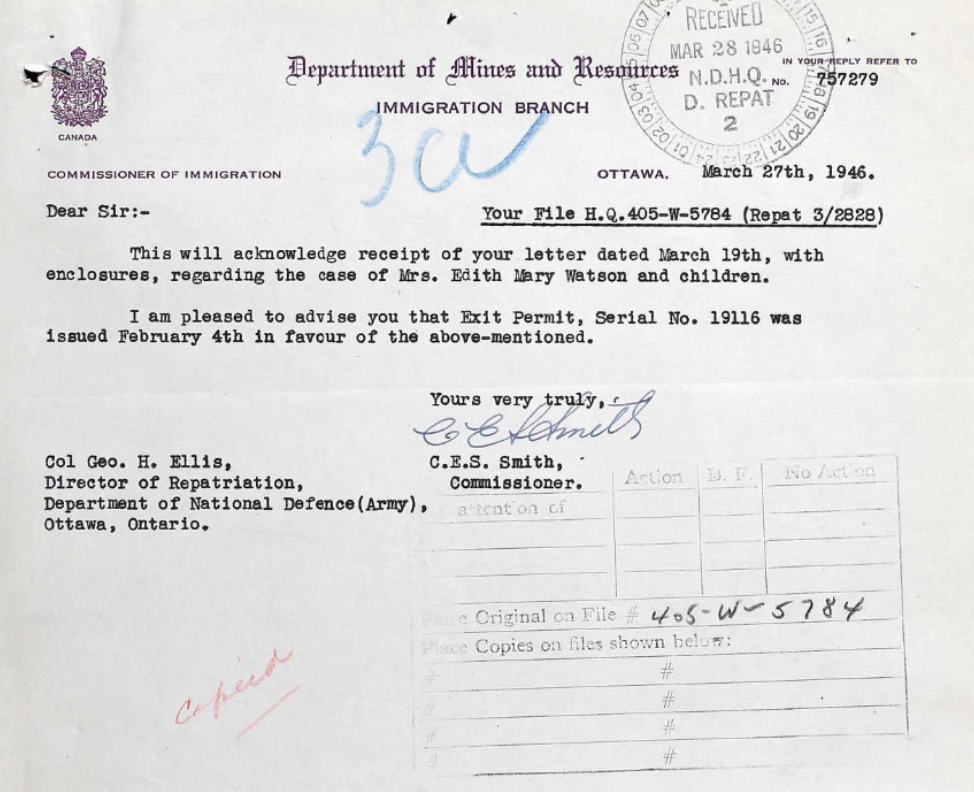 RECEIVED
MAR 28 1946
N.D.H.Q.
D. REPAT
2
CANADA
Department of Mines and Resources
IMMIGRATION BRANCH
IN YOUR REPLY REFER TO
No. 757279
3a
COMMISSIONER OF IMMIGRATION
OTTAWA, March 27th, 1946.
Dear Sir:-
Your File H.Q.405-W-5784 (Repat 3/2828)
This will acknowledge receipt of your letter dated March 19th, with
enclosures, regarding the case of Mrs. Edith Mary Watson and children.
I am pleased to advise you that Exit Permit, Serial No. 19116 was
issued February 4th in favour of the above-mentioned.
Yours very truly,
C E S Smith
C.E.S. Smith,
Commissioner.
Col Geo. H. Ellis,
Director of Repatriation,
Department of National Defence(Army),
Ottawa, Ontario.
attention of Action B. F. No Action
Place Original on File # 405-W-5784
Place Copies on files shown below:
# #
# #
# #
# #
Copeid